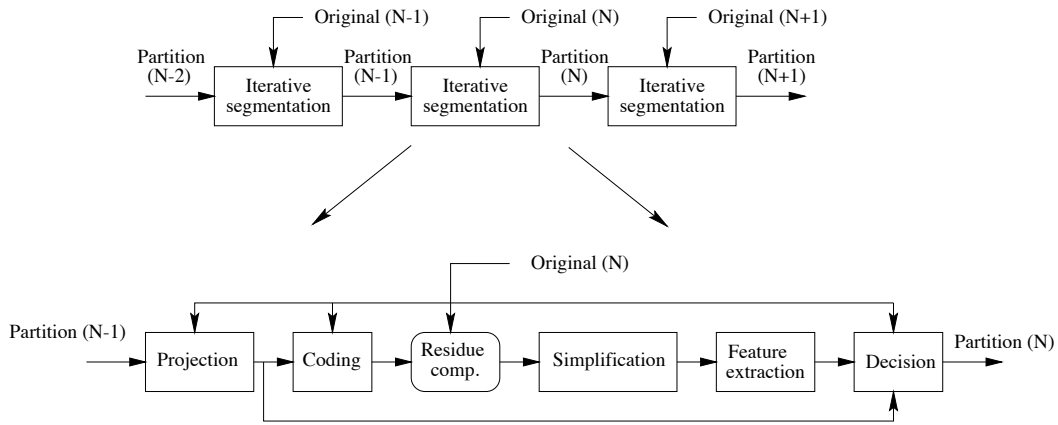 Original (N-1)
Original (N)
Original (N+1)
Partition
(N-2)
Iterative
segmentation
Partition
(N-1)
Iterative
segmentation
Partition
(N)
Iterative
segmentation
Partition
(N+1)
Original (N)
Partition (N-1)
Projection
Coding
Residue
comp.
Simplification
Feature
extraction
Decision
Partition (N)